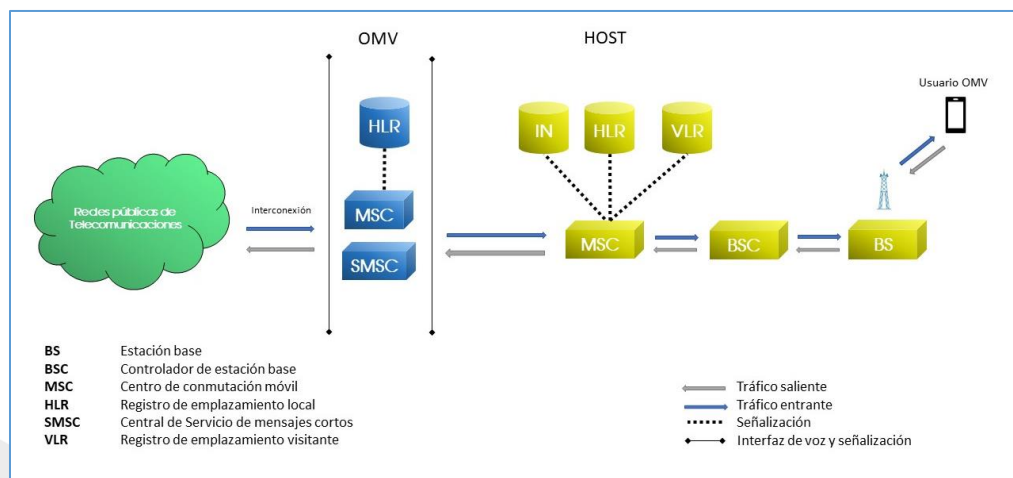 OMV
HOST
Usuario OMV
HLR
IN
HLR
VLR
Redes públicas de
Telecomunicaciones
Interconexión
MSC
SMSC
MSC
BSC
BS
BS Estación base
BSC Controlador de estación base
MSC Centro de conmutación móvil
HLR Registro de emplazamiento local
SMSC Central de Servicio de mensajes cortos
VLR Registro de emplazamiento visitante
Tráfico saliente
Tráfico entrante
Señalización
Interfaz de voz y señalización